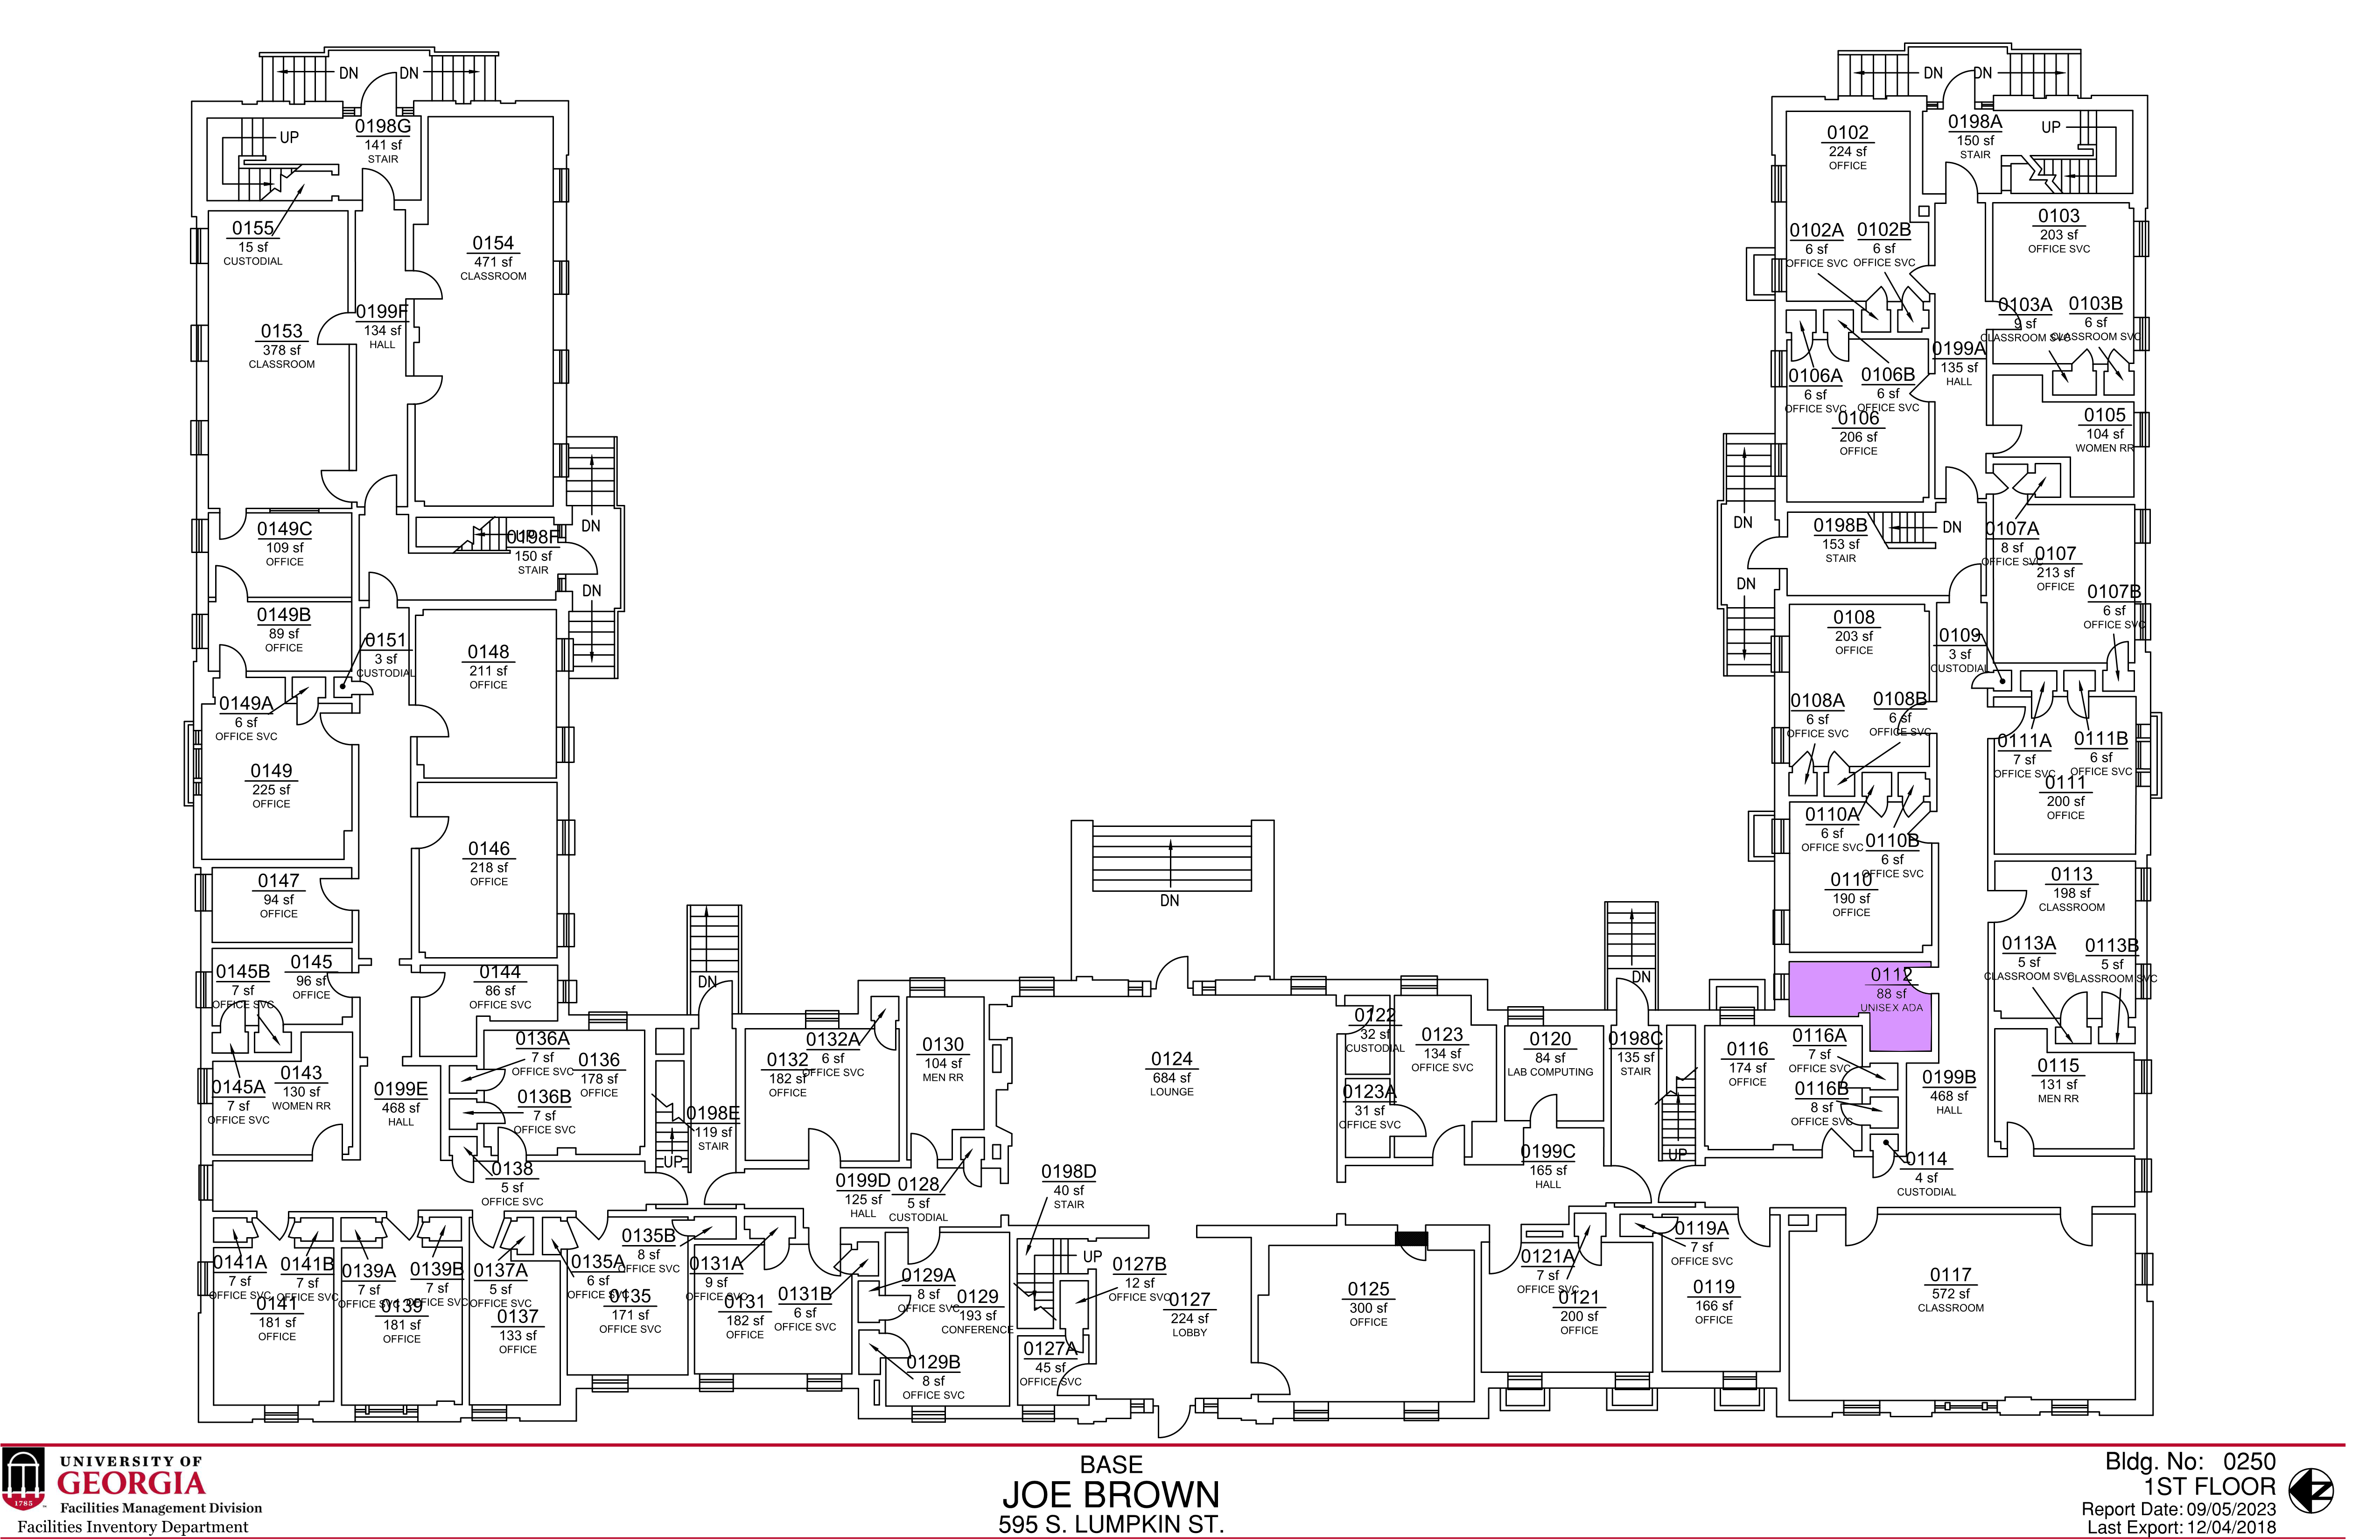 DN DN
0198G
141 sf
STAIR
UP
0155
15 sf
CUSTODIAL
0154
471 sf
CLASSROOM
0153
378 sf
CLASSROOM
0199F
134 sf
HALL
0149C
109 sf
OFFICE
UP
0198F
150 sf
STAIR
DN
DN
0149B
89 sf
OFFICE
0151
3 sf
CUSTODIAL
0148
211 sf
OFFICE
0149A
6 sf
OFFICE SVC
0149
225 sf
OFFICE
0146
218 sf
OFFICE
0147
94 sf
OFFICE
0145B
7 sf
OFFICE SVC
0145
96 sf
OFFICE
0144
86 sf
OFFICE SVC
0145A
7 sf
OFFICE SVC
0143
130 sf
WOMEN RR
0199E
468 sf
HALL
0136A
7 sf
OFFICE SVC
0136
178 sf
OFFICE
0136B
7 sf
OFFICE SVC
0138
5 sf
OFFICE SVC
DN
0198E
119 sf
STAIR
UP
0132
182 sf
OFFICE
0132A
6 sf
OFFICE SVC
0130
104 sf
MEN RR
0199D
125 sf
HALL
0128
5 sf
CUSTODIAL
0141A
7 sf
OFFICE SVC
0141B
7 sf
OFFICE SVC
0141
181 sf
OFFICE
0139A
7 sf
OFFICE SVC
0139B
7 sf
OFFICE SVC
0139
181 sf
OFFICE
0137A
5 sf
OFFICE SVC
0137
133 sf
OFFICE
0135A
6 sf
OFFICE SVC
0135B
8 sf
OFFICE SVC
0135
171 sf
OFFICE SVC
0131A
9 sf
OFFICE SVC
0131
182 sf
OFFICE
0131B
6 sf
OFFICE SVC
0129A
8 sf
OFFICE SVC
0129
193 sf
CONFERENCE
0129B
8 sf
OFFICE SVC
DN
0124
684 sf
LOUNGE
0198D
40 sf
STAIR
UP
0127B
12 sf
OFFICE SVC
0127
224 sf
LOBBY
0127A
45 sf
OFFICE SVC
0125
300 sf
OFFICE
0122
32 sf
CUSTODIAL
0123
134 sf
OFFICE SVC
0123A
31 sf
OFFICE SVC
0120
84 sf
LAB COMPUTING
DN
0198C
135 sf
STAIR
UP
0199C
165 sf
HALL
0121A
7 sf
OFFICE SVC
0121
200 sf
OFFICE
0119A
7 sf
OFFICE SVC
0119
166 sf
OFFICE
0117
572 sf
CLASSROOM
0116
174 sf
OFFICE
0116A
7 sf
OFFICE SVC
0116B
8 sf
OFFICE SVC
0114
4 sf
CUSTODIAL
0199B
468 sf
HALL
0115
131 sf
MEN RR
0112
88 sf
UNISEX ADA
0113
198 sf
CLASSROOM
0113A
5 sf
CLASSROOM SVC
0113B
5 sf
CLASSROOM SVC
0110A
6 sf
OFFICE SVC
0110B
6 sf
OFFICE SVC
0110
190 sf
OFFICE
0111A
7 sf
OFFICE SVC
0111B
6 sf
OFFICE SVC
0111
200 sf
OFFICE
0108
203 sf
OFFICE
0108A
6 sf
OFFICE SVC
0108B
6 sf
OFFICE SVC
0109
3 sf
CUSTODIAL
0107A
8 sf
OFFICE SVC
0107
213 sf
OFFICE
0107B
6 sf
OFFICE SVC
0198B
153 sf
STAIR
DN
DN
DN
0106A
6 sf
OFFICE SVC
0106B
6 sf
OFFICE SVC
0106
206 sf
OFFICE
0105
104 sf
WOMEN RR
0199A
135 sf
HALL
0103A
9 sf
CLASSROOM SVC
0103B
6 sf
CLASSROOM SVC
0103
203 sf
OFFICE SVC
0102A
6 sf
OFFICE SVC
0102B
6 sf
OFFICE SVC
0102
224 sf
OFFICE
0198A
150 sf
STAIR
UP
DN DN
1785
UNIVERSITY OF
GEORGIA
Facilities Management Division
Facilities Inventory Department
BASE
JOE BROWN
595 S. LUMPKIN ST.
Bldg. No: 0250
1ST FLOOR
Report Date: 09/05/2023
Last Export: 12/04/2018
Z